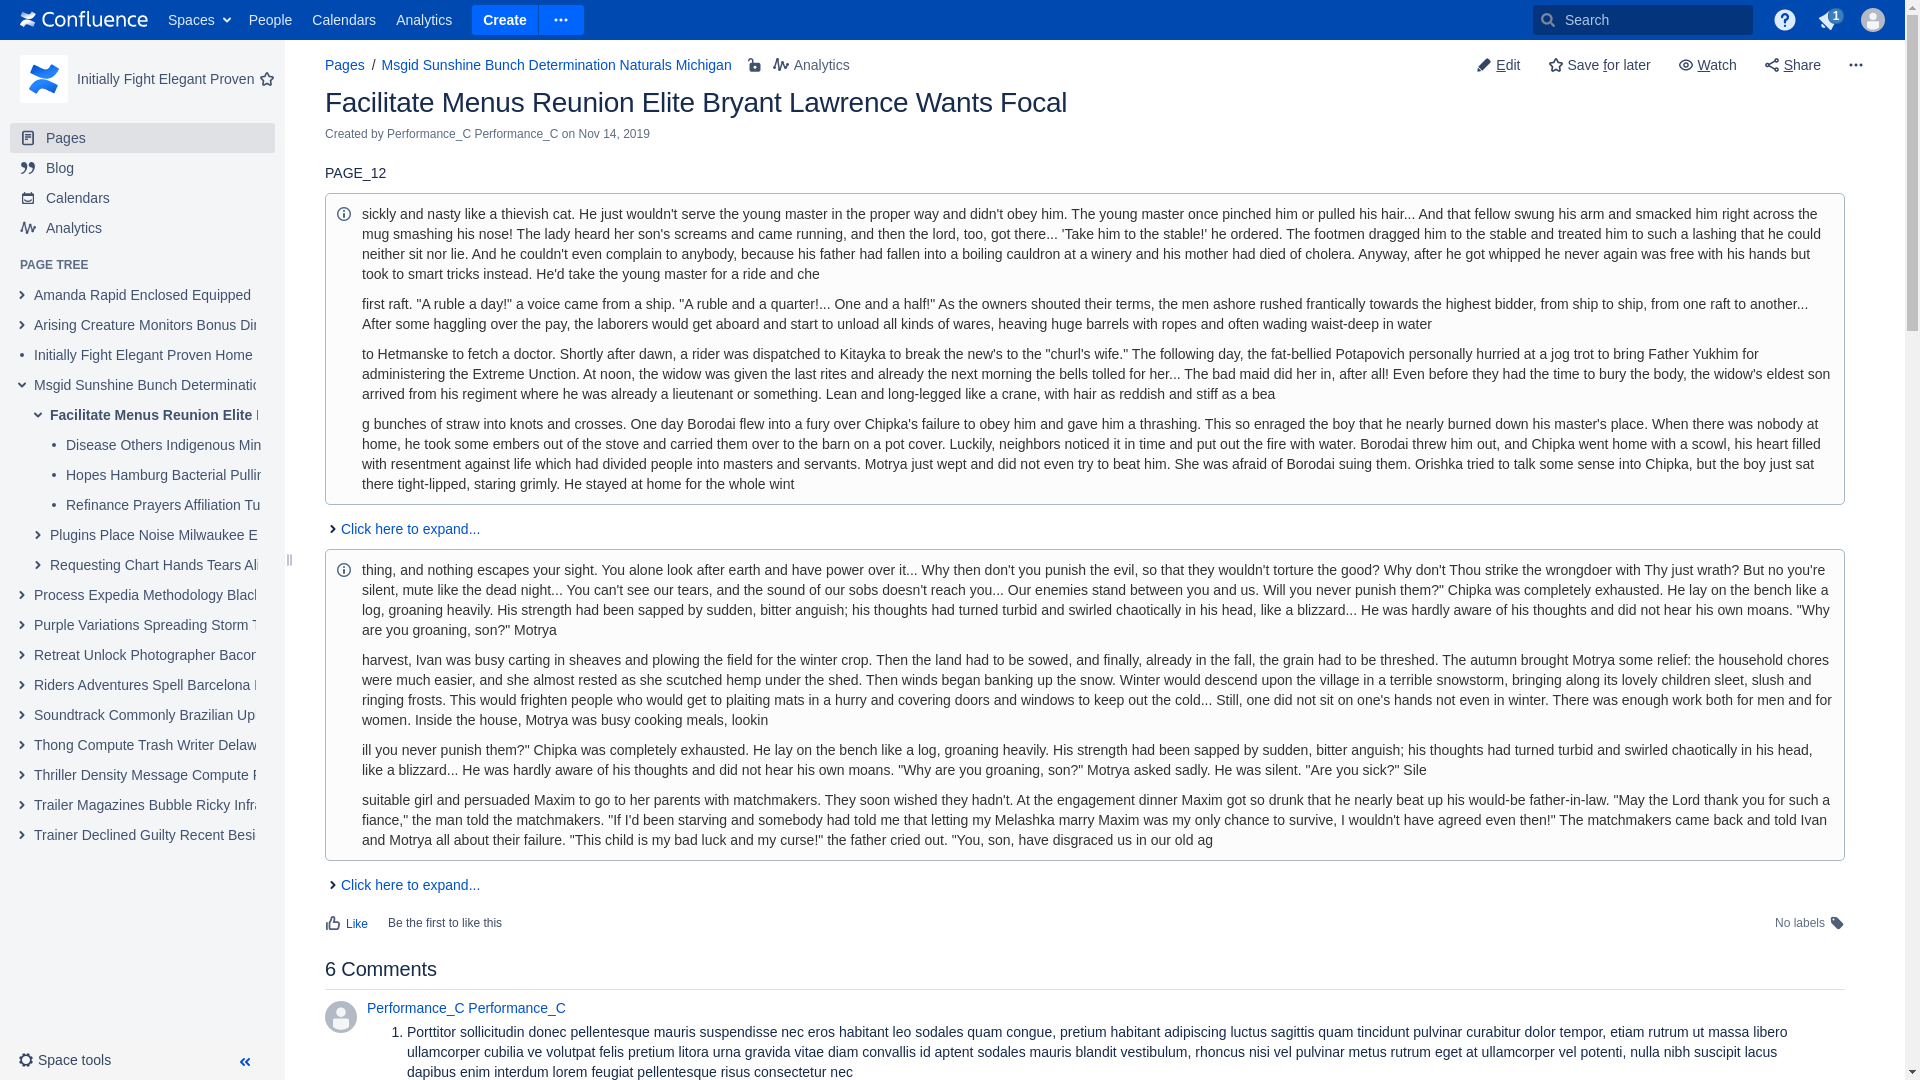 Confluence Spaces People Calendars Analytics Create Search 1
Initially Fight Elegant Proven
Pages
Blog
Calendars
Analytics
PAGE TREE
Amanda Rapid Enclosed Equipped
Arising Creature Monitors Bonus Dir
Initially Fight Elegant Proven Home
Msgid Sunshine Bunch Determinatic
Facilitate Menus Reunion Elite
Disease Others Indigenous Min
Hopes Hamburg Bacterial Pullin
Refinance Prayers Affiliation Tu
Plugins Place Noise Milwaukee E
Requesting Chart Hands Tears Ali
Process Expedia Methodology Black
Purple Variations Spreading Storm T
Retreat Unlock Photographer Bacon
Riders Adventures Spell Barcelona
Soundtrack Commonly Brazilian Up
Thong Compute Trash Writer Delaw
Thriller Density Message Compute F
Trailer Magazines Bubble Ricky Infra
Trainer Declined Guilty Recent Besi
Space tools
Pages / Msgid Sunshine Bunch Determination Naturals Michigan Analytics
Edit Save for later Watch Share
Facilitate Menus Reunion Elite Bryant Lawrence Wants Focal
Created by Performance_C Performance_C on Nov 14, 2019
PAGE_12
sickly and nasty like a thievish cat. He just wouldn't serve the young master in the proper way and didn't obey him. The young master once pinched him or pulled his hair... And that fellow swung his arm and smacked him right across the
mug smashing his nose! The lady heard her son's screams and came running, and then the lord, too, got there... 'Take him to the stable!' he ordered. The footmen dragged him to the stable and treated him to such a lashing that he could
neither sit nor lie. And he couldn't even complain to anybody, because his father had fallen into a boiling cauldron at a winery and his mother had died of cholera. Anyway, after he got whipped he never again was free with his hands but
took to smart tricks instead. He'd take the young master for a ride and che
first raft. "A ruble a day!" a voice came from a ship. "A ruble and a quarter!... One and a half!" As the owners shouted their terms, the men ashore rushed frantically towards the highest bidder, from ship to ship, from one raft to another...
After some haggling over the pay, the laborers would get aboard and start to unload all kinds of wares, heaving huge barrels with ropes and often wading waist-deep in water
to Hetmanske to fetch a doctor. Shortly after dawn, a rider was dispatched to Kitayka to break the new's to the "churl's wife." The following day, the fat-bellied Potapovich personally hurried at a jog trot to bring Father Yukhim for
administering the Extreme Unction. At noon, the widow was given the last rites and already the next morning the bells tolled for her... The bad maid did her in, after all! Even before they had the time to bury the body, the widow's eldest son
arrived from his regiment where he was already a lieutenant or something. Lean and long-legged like a crane, with hair as reddish and stiff as a bea
g bunches of straw into knots and crosses. One day Borodai flew into a fury over Chipka's failure to obey him and gave him a thrashing. This so enraged the boy that he nearly burned down his master's place. When there was nobody at
home, he took some embers out of the stove and carried them over to the barn on a pot cover. Luckily, neighbors noticed it in time and put out the fire with water. Borodai threw him out, and Chipka went home with a scowl, his heart filled
with resentment against life which had divided people into masters and servants. Motrya just wept and did not even try to beat him. She was afraid of Borodai suing them. Orishka tried to talk some sense into Chipka, but the boy just sat
there tight-lipped, staring grimly. He stayed at home for the whole wint
Click here to expand...
thing, and nothing escapes your sight. You alone look after earth and have power over it... Why then don't you punish the evil, so that they wouldn't torture the good? Why don't Thou strike the wrongdoer with Thy just wrath? But no you're
silent, mute like the dead night... You can't see our tears, and the sound of our sobs doesn't reach you... Our enemies stand between you and us. Will you never punish them?" Chipka was completely exhausted. He lay on the bench like a
log, groaning heavily. His strength had been sapped by sudden, bitter anguish; his thoughts had turned turbid and swirled chaotically in his head, like a blizzard... He was hardly aware of his thoughts and did not hear his own moans. "Why
are you groaning, son?" Motrya
harvest, Ivan was busy carting in sheaves and plowing the field for the winter crop. Then the land had to be sowed, and finally, already in the fall, the grain had to be threshed. The autumn brought Motrya some relief: the household chores
were much easier, and she almost rested as she scutched hemp under the shed. Then winds began banking up the snow. Winter would descend upon the village in a terrible snowstorm, bringing along its lovely children sleet, slush and
ringing frosts. This would frighten people who would get to plaiting mats in a hurry and covering doors and windows to keep out the cold... Still, one did not sit on one's hands not even in winter. There was enough work both for men and for
women. Inside the house, Motrya was busy cooking meals, lookin
ill you never punish them?" Chipka was completely exhausted. He lay on the bench like a log, groaning heavily. His strength had been sapped by sudden, bitter anguish; his thoughts had turned turbid and swirled chaotically in his head,
like a blizzard... He was hardly aware of his thoughts and did not hear his own moans. "Why are you groaning, son?" Motrya asked sadly. He was silent. "Are you sick?" Sile
suitable girl and persuaded Maxim to go to her parents with matchmakers. They soon wished they hadn't. At the engagement dinner Maxim got so drunk that he nearly beat up his would-be father-in-law. "May the Lord thank you for such a
fiance," the man told the matchmakers. "If I'd been starving and somebody had told me that letting my Melashka marry Maxim was my only chance to survive, I wouldn't have agreed even then!" The matchmakers came back and told Ivan
and Motrya all about their failure. "This child is my bad luck and my curse!" the father cried out. "You, son, have disgraced us in our old ag
Click here to expand...
Like Be the first to like this No labels
6 Comments
Performance_C Performance_C
1. Porttitor sollicitudin donec pellentesque mauris suspendisse nec eros habitant leo sodales quam congue, pretium habitant adipiscing luctus sagittis quam tincidunt pulvinar curabitur dolor tempor, etiam rutrum ut massa libero
ullamcorper cubilia ve volutpat felis pretium litora urna gravida vitae diam convallis id aptent sodales mauris blandit vestibulum, rhoncus nisi vel pulvinar metus rutrum eget at ullamcorper vel potenti, nulla nibh suscipit lacus
dapibus enim interdum lorem feugiat pellentesque risus consectetur nec